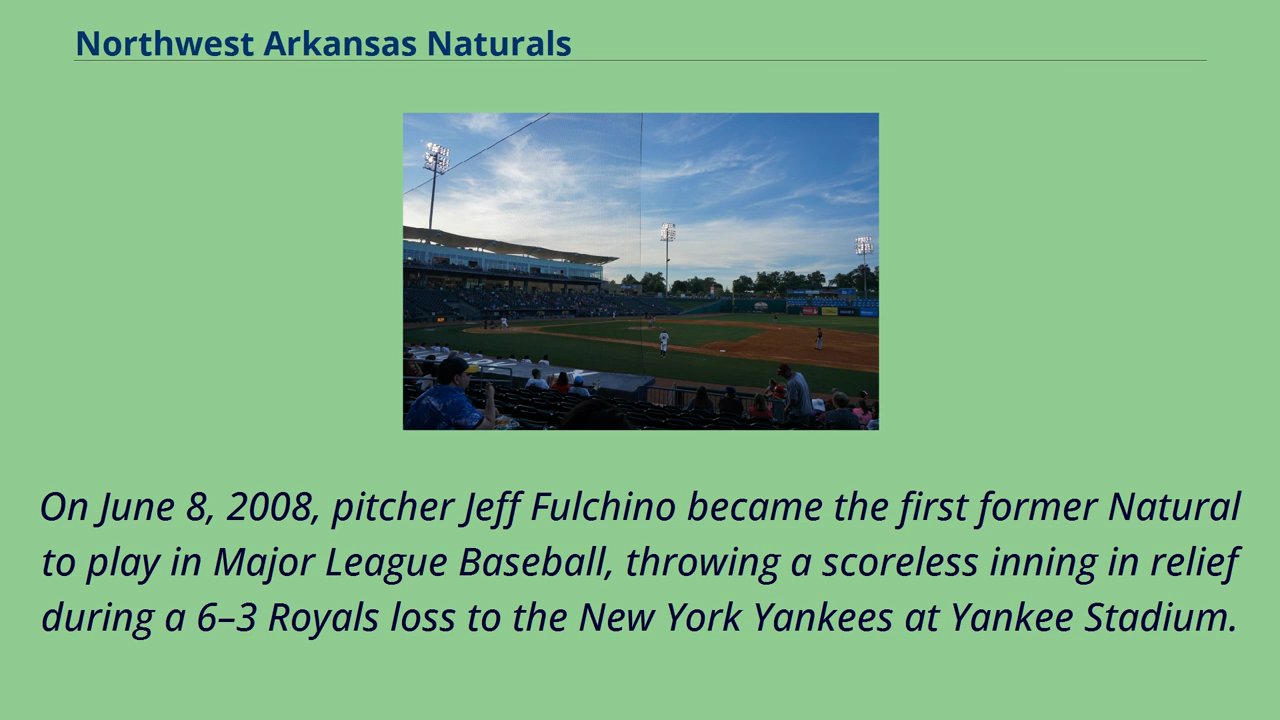 Northwest Arkansas Naturals
On June 8, 2008, pitcher Jeff Fulchino became the first former Natural
to play in Major League Baseball, throwing a scoreless inning in relief
during a 6–3 Royals loss to the New York Yankees at Yankee Stadium.